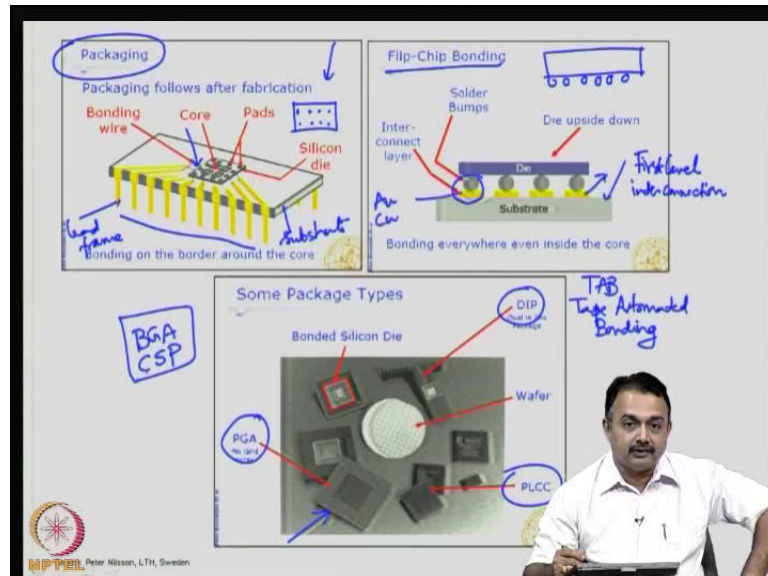 Packaging
Packaging follows after fabrication
Bonding wire
Core
Pads
Silicon die
lead frame
substrate
Bonding on the border around the core
Flip-Chip Bonding
Solder Bumps
Die upside down
Inter-connect layer
Die
Au
Cu
First level interconnection
Substrate
Bonding everywhere even inside the core
BGA
CSP
Some Package Types
DIP
Bonded Silicon Die
Wafer
PGA
PLCC
TAB
Tape Automated Bonding
NPTEL
Peter Nilsson, LTH, Sweden